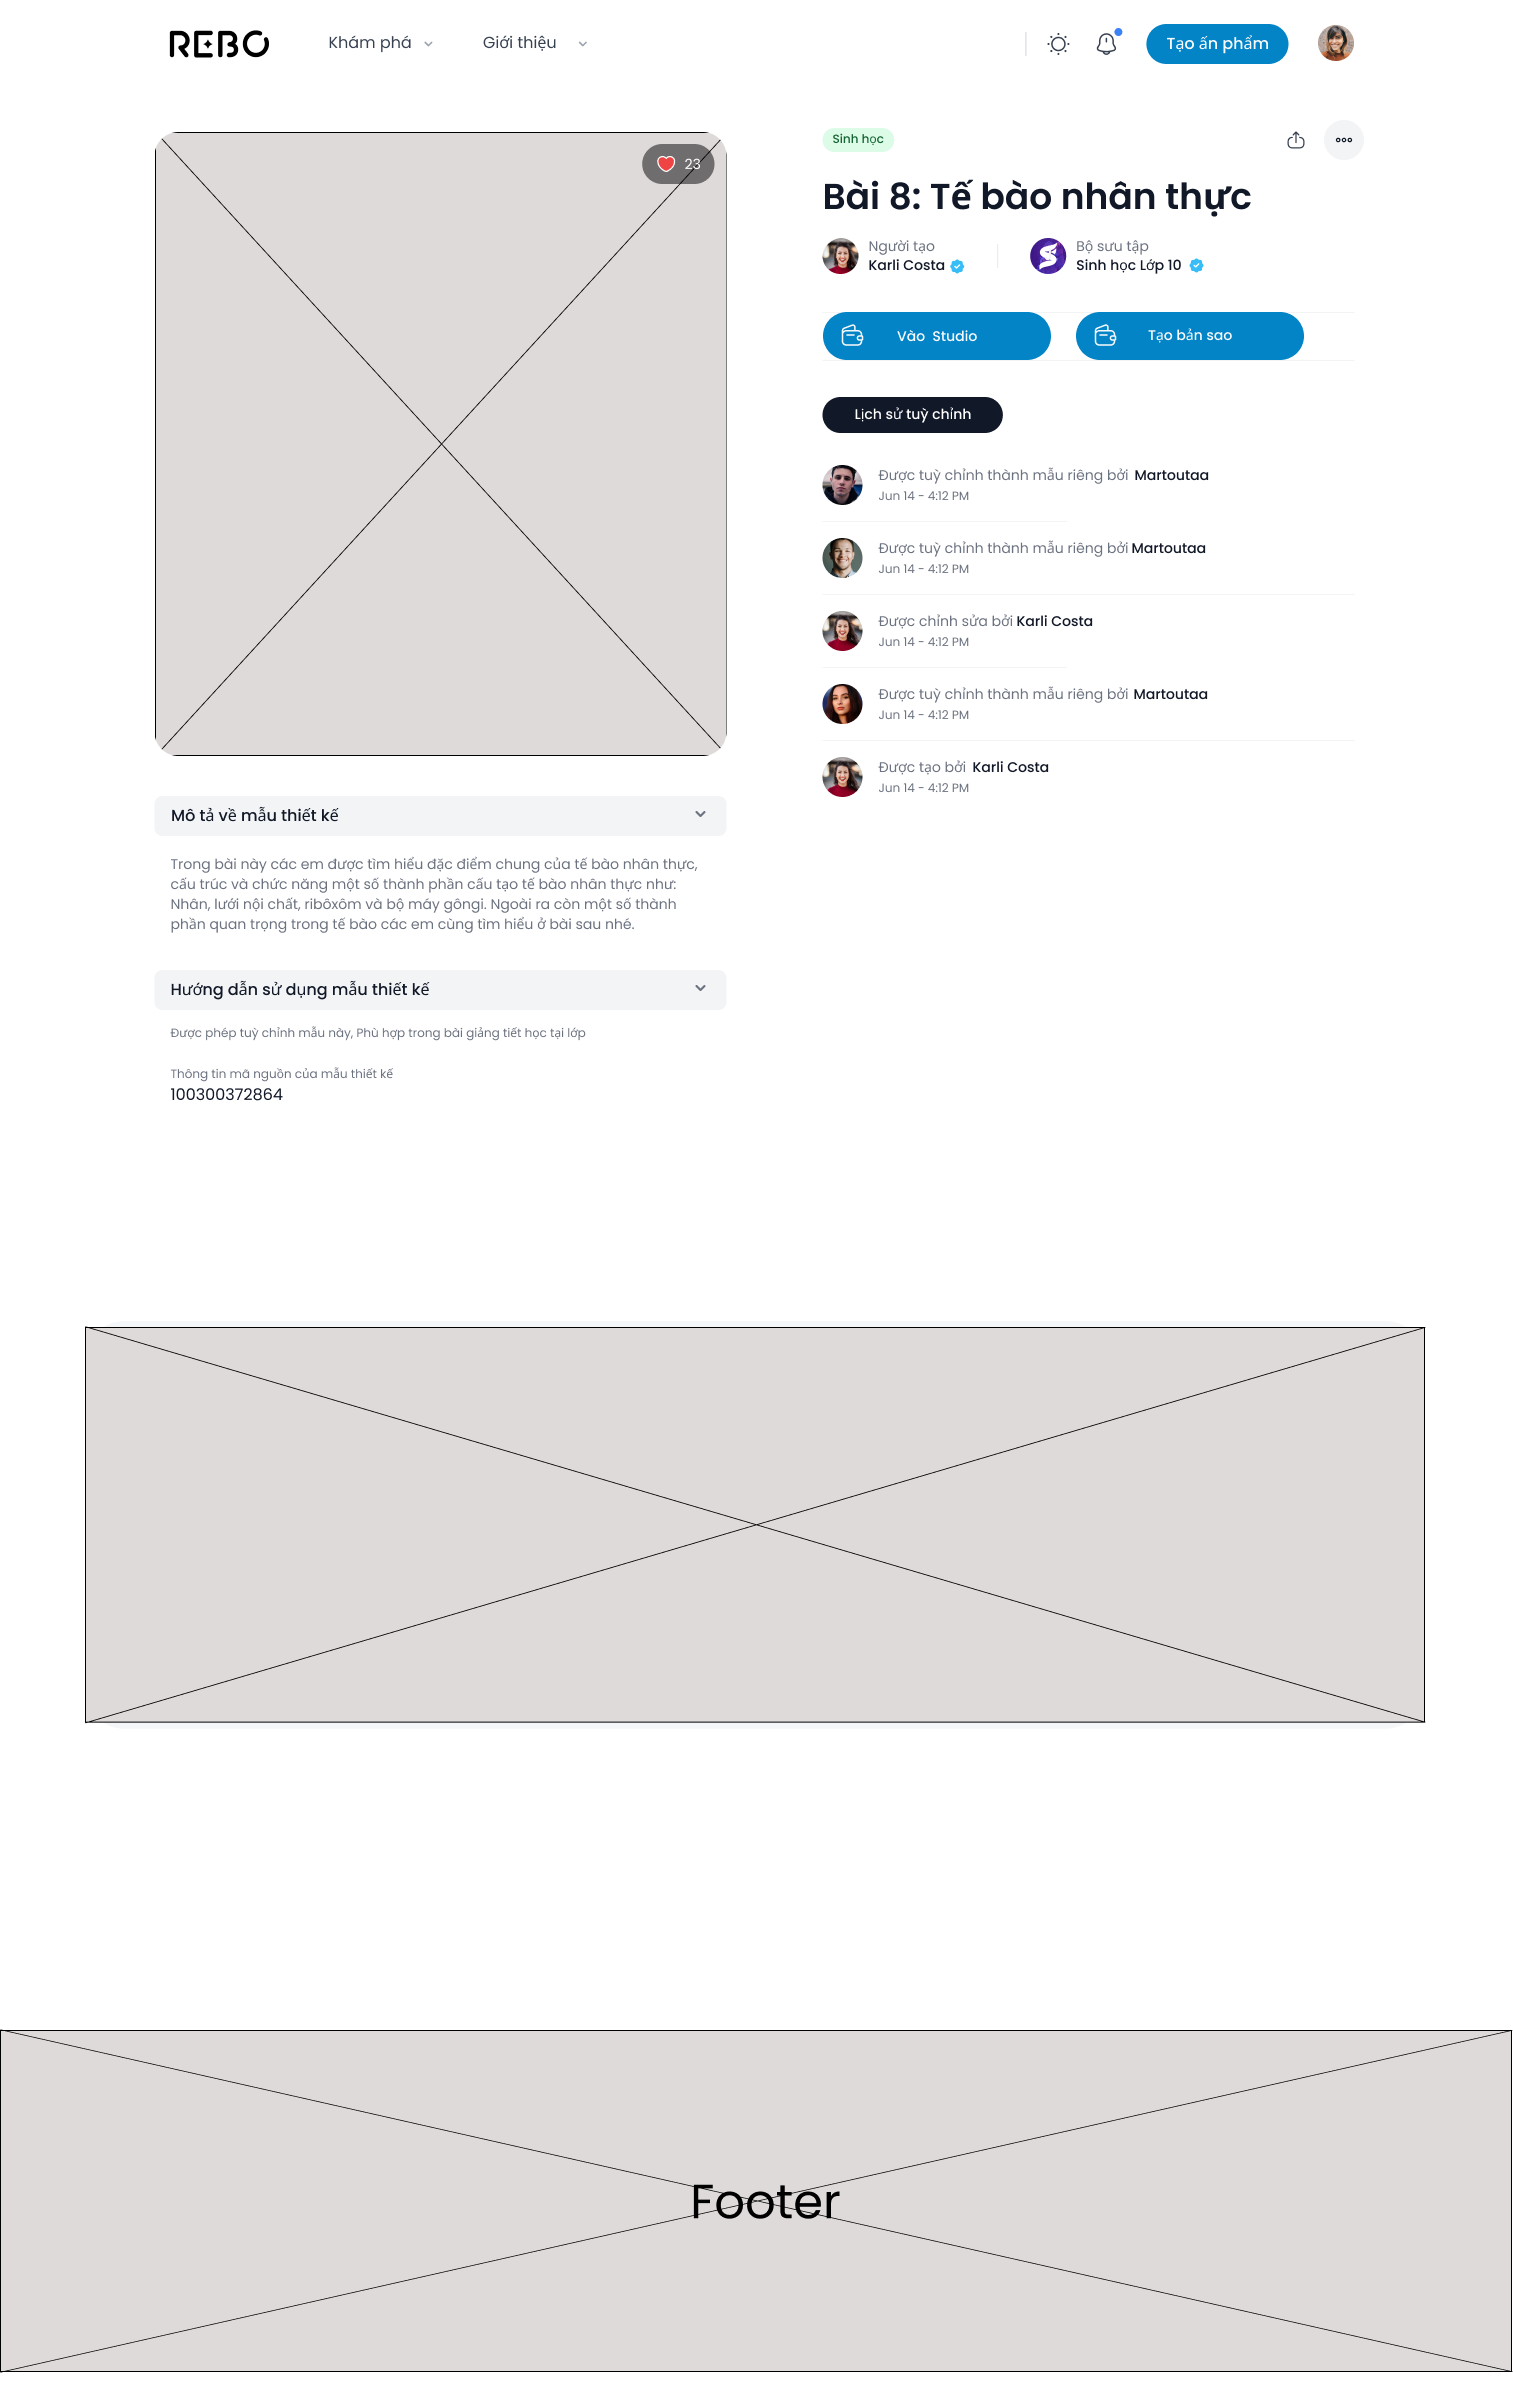 REBO
Khám phá
Giới thiệu
Tạo ấn phẩm
23
Sinh học
Bài 8: Tế bào nhân thực
Người tạo
Karli Costa
Bộ sưu tập
Sinh học Lớp 10
Vào Studio
Tạo bản sao
Lịch sử tuỳ chỉnh
Được tuỳ chỉnh thành mẫu riêng bởi Martoutaa
Jun 14 - 4:12 PM
Được tuỳ chỉnh thành mẫu riêng bởi Martoutaa
Jun 14 - 4:12 PM
Được chỉnh sửa bởi Karli Costa
Jun 14 - 4:12 PM
Được tuỳ chỉnh thành mẫu riêng bởi Martoutaa
Jun 14 - 4:12 PM
Được tạo bởi Karli Costa
Jun 14 - 4:12 PM
Mô tả về mẫu thiết kế
Trong bài này các em được tìm hiểu đặc điểm chung của tế bào nhân thực,
cấu trúc và chức năng một số thành phần cấu tạo tế bào nhân thực như:
Nhân, lưới nội chất, ribôxôm và bộ máy gôngi. Ngoài ra còn một số thành
phần quan trọng trong tế bào các em cùng tìm hiểu ở bài sau nhé.
Hướng dẫn sử dụng mẫu thiết kế
Được phép tuỳ chỉnh mẫu này, Phù hợp trong bài giảng tiết học tại lớp
Thông tin mã nguồn của mẫu thiết kế
100300372864
Footer